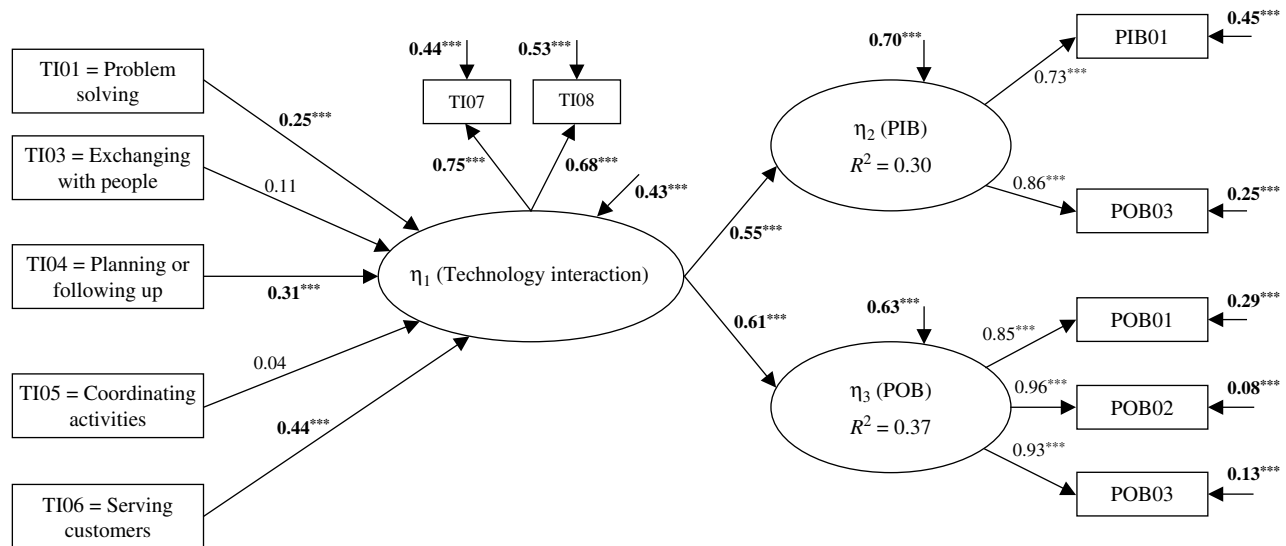 TI01 = Problem
solving
TI03 = Exchanging
with people
TI04 = Planning or
following up
TI05 = Coordinating
activities
TI06 = Serving
customers
0.25***
0.11
0.31***
0.04
0.44***
0.44***
0.53***
TI07
TI08
0.75***
0.68***
0.43***
η1 (Technology interaction)
0.55***
0.61***
0.70***
η2 (PIB)
R² = 0.30
0.73***
0.86***
PIB01
0.45***
POB03
0.25***
0.63***
η3 (POB)
R² = 0.37
0.85***
0.96***
0.93***
POB01
0.29***
POB02
0.08***
POB03
0.13***